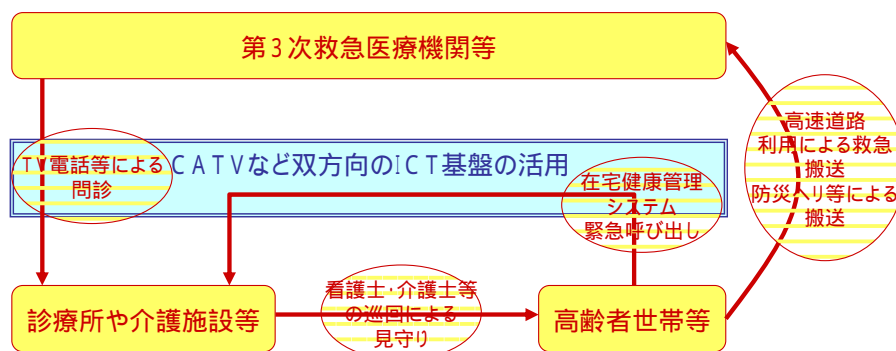 第3次救急医療機関等
高速道路
利用による救急
搬送
防災ヘリ等による
搬送
TV電話等による
問診
CATVなど双方向のICT基盤の活用
在宅健康管理
システム
緊急呼び出し
診療所や介護施設等
看護士・介護士等
の巡回による
見守り
高齢者世帯等